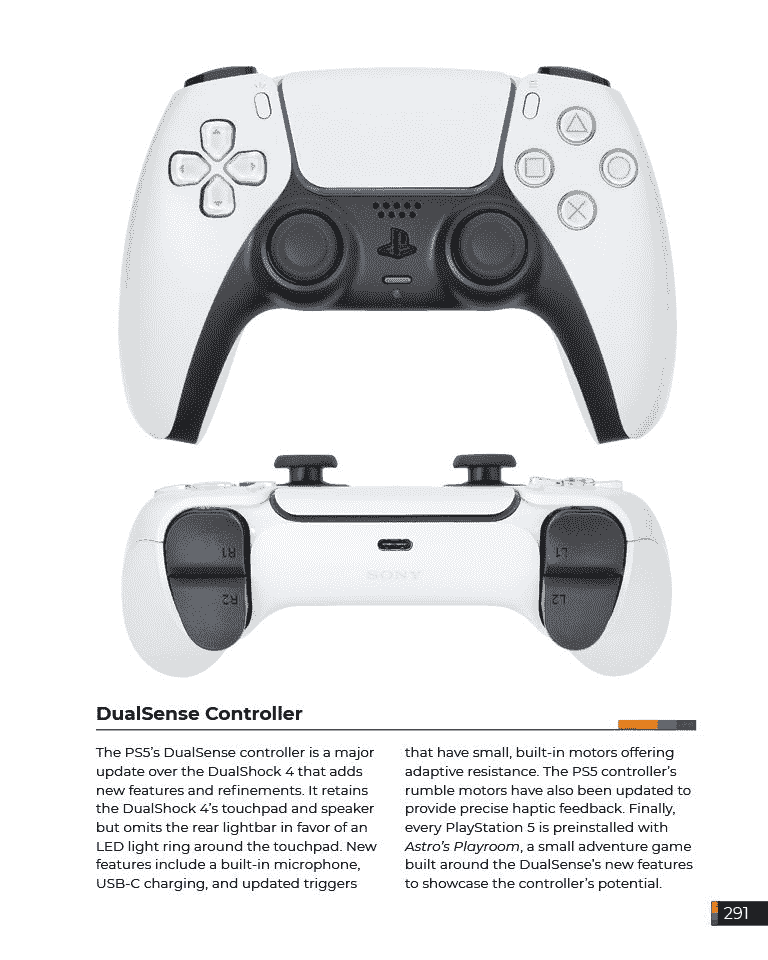 R1
R2
L1
L2
SONY
DualSense Controller
The PS5’s DualSense controller is a major
update over the DualShock 4 that adds
new features and refinements. It retains
the DualShock 4’s touchpad and speaker
but omits the rear lightbar in favor of an
LED light ring around the touchpad. New
features include a built-in microphone,
USB-C charging, and updated triggers
that have small, built-in motors offering
adaptive resistance. The PS5 controller’s
rumble motors have also been updated to
provide precise haptic feedback. Finally,
every PlayStation 5 is preinstalled with
Astro’s Playroom, a small adventure game
built around the DualSense’s new features
to showcase the controller’s potential.
291